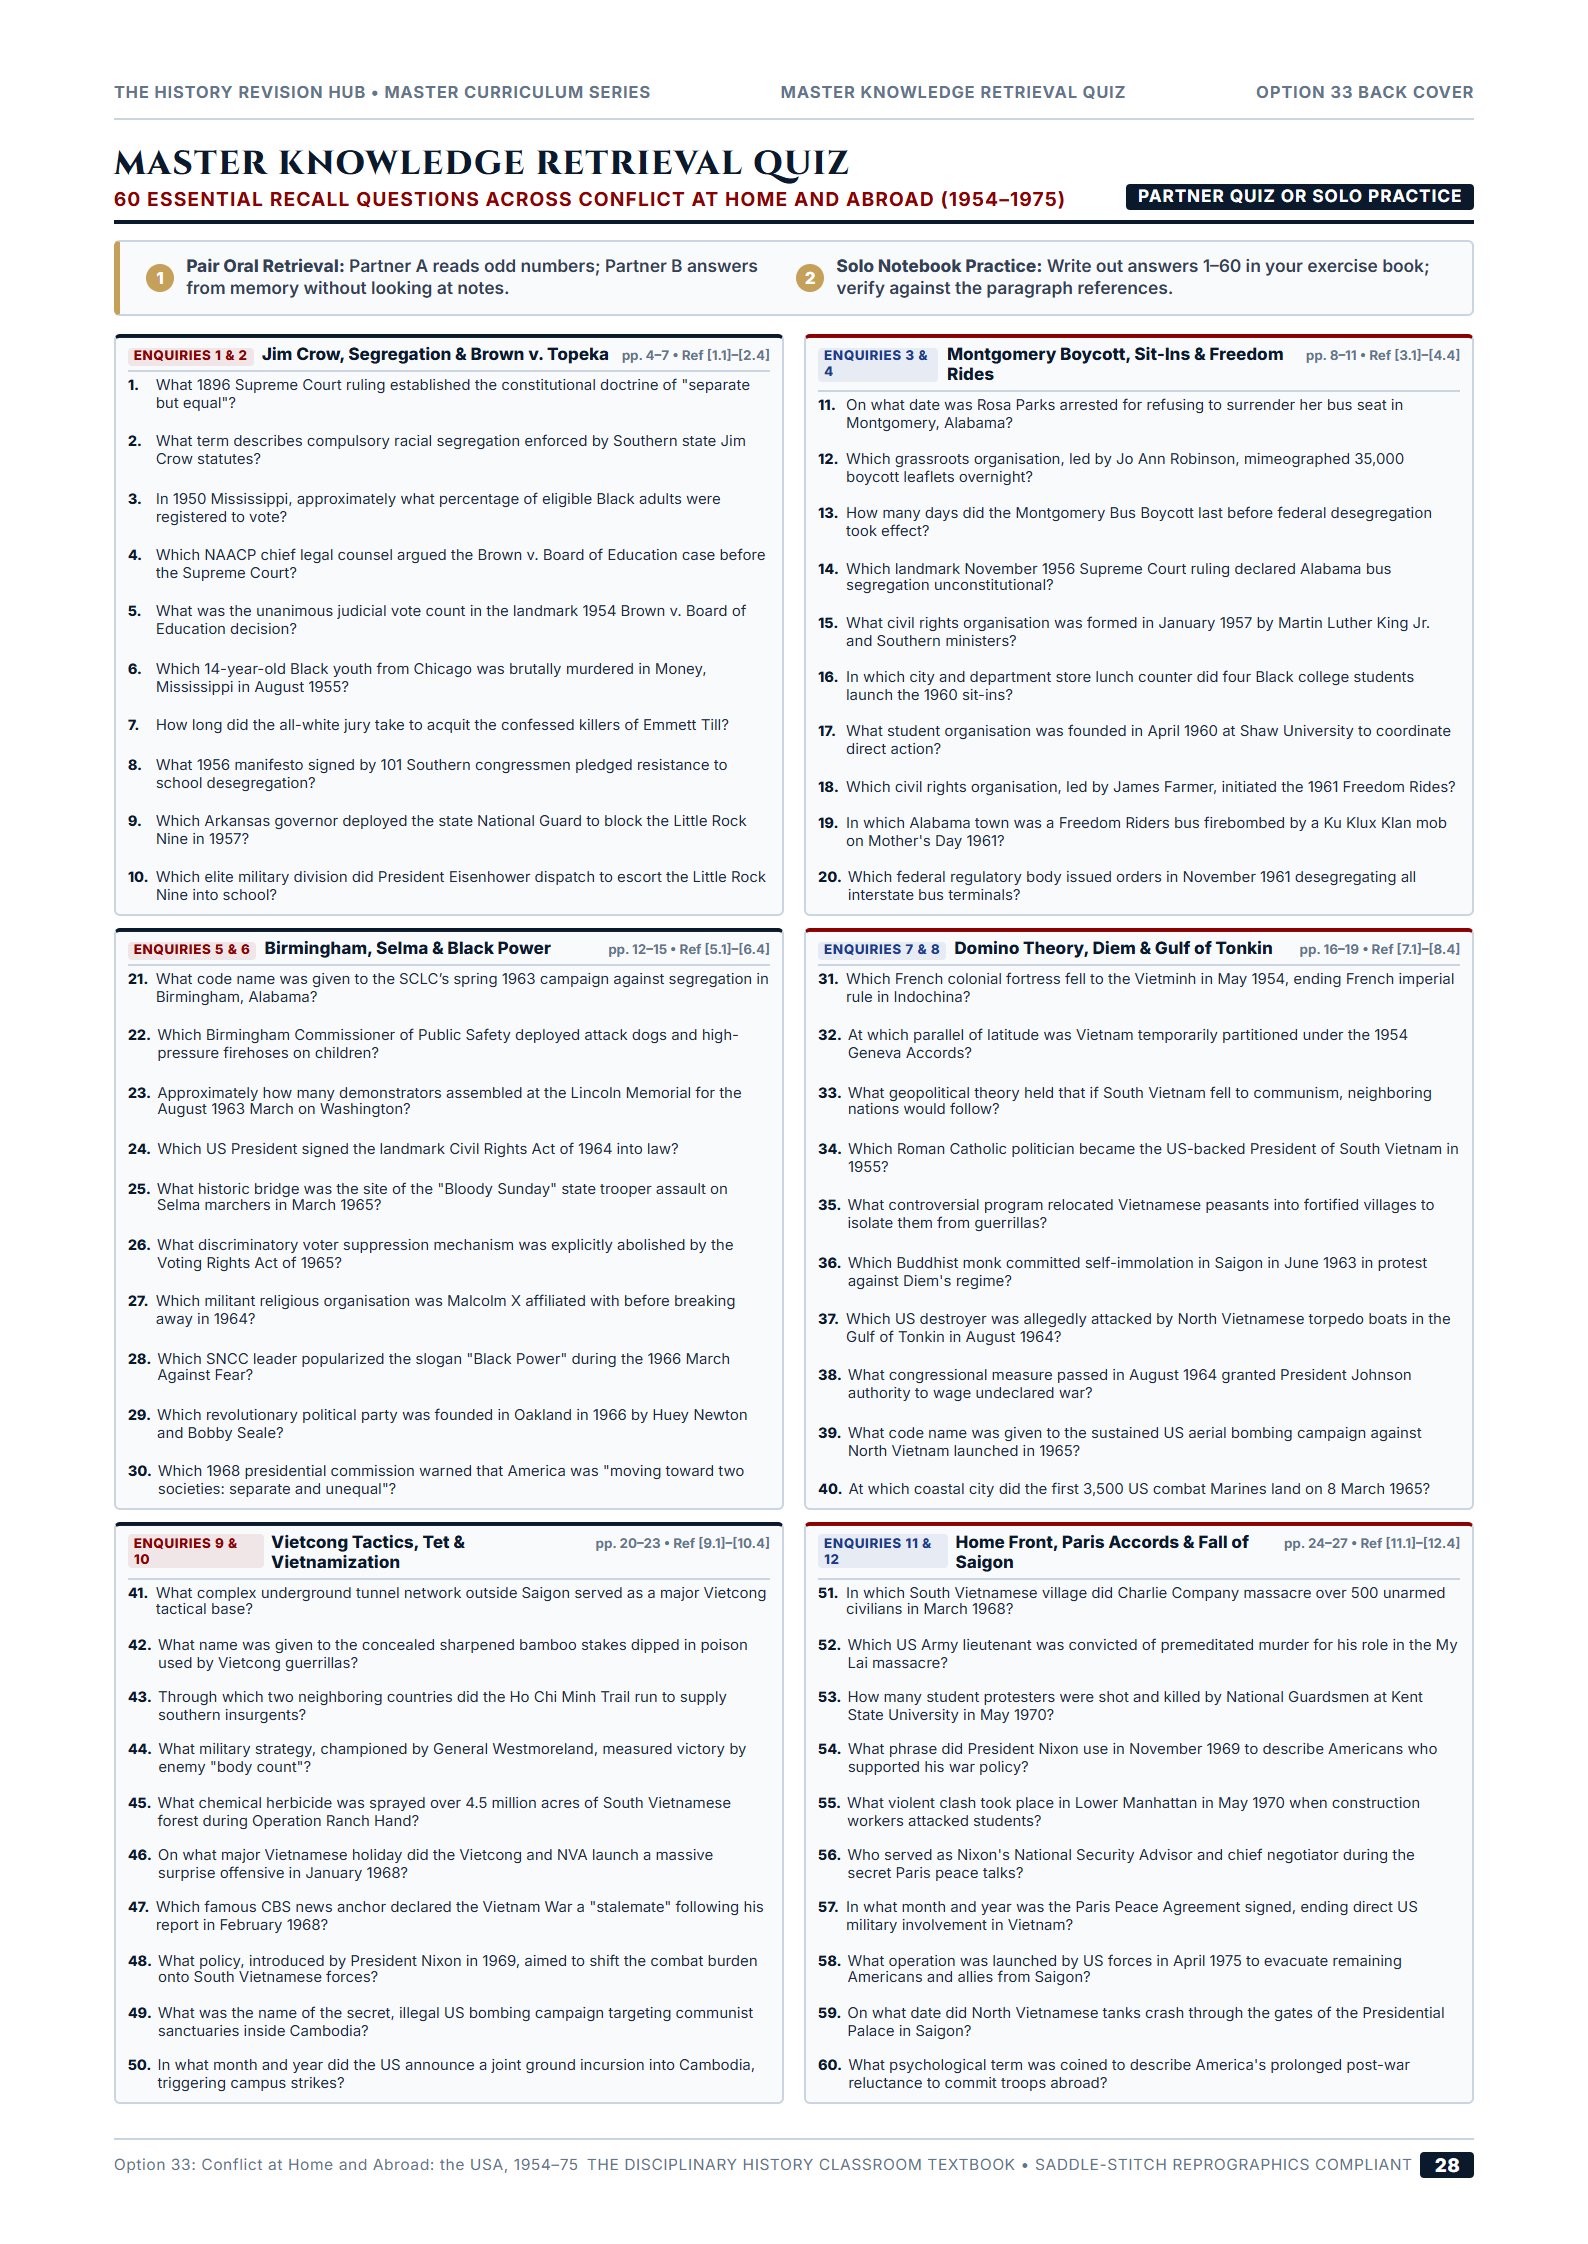 THE HISTORY REVISION HUB • MASTER CURRICULUM SERIES
MASTER KNOWLEDGE RETRIEVAL QUIZ
OPTION 33 BACK COVER
MASTER KNOWLEDGE RETRIEVAL QUIZ
60 ESSENTIAL RECALL QUESTIONS ACROSS CONFLICT AT HOME AND ABROAD (1954–1975)
PARTNER QUIZ OR SOLO PRACTICE
1 Pair Oral Retrieval: Partner A reads odd numbers; Partner B answers
from memory without looking at notes.
2 Solo Notebook Practice: Write out answers 1–60 in your exercise book;
verify against the paragraph references.
ENQUIRIES 1 & 2 Jim Crow, Segregation & Brown v. Topeka pp. 4–7 • Ref [1.1]–[2.4]
1. What 1896 Supreme Court ruling established the constitutional doctrine of "separate
but equal"?
2. What term describes compulsory racial segregation enforced by Southern state Jim
Crow statutes?
3. In 1950 Mississippi, approximately what percentage of eligible Black adults were
registered to vote?
4. Which NAACP chief legal counsel argued the Brown v. Board of Education case before
the Supreme Court?
5. What was the unanimous judicial vote count in the landmark 1954 Brown v. Board of
Education decision?
6. Which 14-year-old Black youth from Chicago was brutally murdered in Money,
Mississippi in August 1955?
7. How long did the all-white jury take to acquit the confessed killers of Emmett Till?
8. What 1956 manifesto signed by 101 Southern congressmen pledged resistance to
school desegregation?
9. Which Arkansas governor deployed the state National Guard to block the Little Rock
Nine in 1957?
10. Which elite military division did President Eisenhower dispatch to escort the Little Rock
Nine into school?
ENQUIRIES 3 &
4
Montgomery Boycott, Sit-Ins & Freedom
Rides
pp. 8–11 • Ref [3.1]–[4.4]
11. On what date was Rosa Parks arrested for refusing to surrender her bus seat in
Montgomery, Alabama?
12. Which grassroots organisation, led by Jo Ann Robinson, mimeographed 35,000
boycott leaflets overnight?
13. How many days did the Montgomery Bus Boycott last before federal desegregation
took effect?
14. Which landmark November 1956 Supreme Court ruling declared Alabama bus
segregation unconstitutional?
15. What civil rights organisation was formed in January 1957 by Martin Luther King Jr.
and Southern ministers?
16. In which city and department store lunch counter did four Black college students
launch the 1960 sit-ins?
17. What student organisation was founded in April 1960 at Shaw University to coordinate
direct action?
18. Which civil rights organisation, led by James Farmer, initiated the 1961 Freedom Rides?
19. In which Alabama town was a Freedom Riders bus firebombed by a Ku Klux Klan mob
on Mother's Day 1961?
20. Which federal regulatory body issued orders in November 1961 desegregating all
interstate bus terminals?
ENQUIRIES 5 & 6 Birmingham, Selma & Black Power pp. 12–15 • Ref [5.1]–[6.4]
21. What code name was given to the SCLC’s spring 1963 campaign against segregation in
Birmingham, Alabama?
22. Which Birmingham Commissioner of Public Safety deployed attack dogs and high-
pressure firehoses on children?
23. Approximately how many demonstrators assembled at the Lincoln Memorial for the
August 1963 March on Washington?
24. Which US President signed the landmark Civil Rights Act of 1964 into law?
25. What historic bridge was the site of the "Bloody Sunday" state trooper assault on
Selma marchers in March 1965?
26. What discriminatory voter suppression mechanism was explicitly abolished by the
Voting Rights Act of 1965?
27. Which militant religious organisation was Malcolm X affiliated with before breaking
away in 1964?
28. Which SNCC leader popularized the slogan "Black Power" during the 1966 March
Against Fear?
29. Which revolutionary political party was founded in Oakland in 1966 by Huey Newton
and Bobby Seale?
30. Which 1968 presidential commission warned that America was "moving toward two
societies: separate and unequal"?
ENQUIRIES 7 & 8 Domino Theory, Diem & Gulf of Tonkin pp. 16–19 • Ref [7.1]–[8.4]
31. Which French colonial fortress fell to the Vietminh in May 1954, ending French imperial
rule in Indochina?
32. At which parallel of latitude was Vietnam temporarily partitioned under the 1954
Geneva Accords?
33. What geopolitical theory held that if South Vietnam fell to communism, neighboring
nations would follow?
34. Which Roman Catholic politician became the US-backed President of South Vietnam in
1955?
35. What controversial program relocated Vietnamese peasants into fortified villages to
isolate them from guerrillas?
36. Which Buddhist monk committed self-immolation in Saigon in June 1963 in protest
against Diem's regime?
37. Which US destroyer was allegedly attacked by North Vietnamese torpedo boats in the
Gulf of Tonkin in August 1964?
38. What congressional measure passed in August 1964 granted President Johnson
authority to wage undeclared war?
39. What code name was given to the sustained US aerial bombing campaign against
North Vietnam launched in 1965?
40. At which coastal city did the first 3,500 US combat Marines land on 8 March 1965?
ENQUIRIES 9 &
10
Vietcong Tactics, Tet &
Vietnamization
pp. 20–23 • Ref [9.1]–[10.4]
41. What complex underground tunnel network outside Saigon served as a major Vietcong
tactical base?
42. What name was given to the concealed sharpened bamboo stakes dipped in poison
used by Vietcong guerrillas?
43. Through which two neighboring countries did the Ho Chi Minh Trail run to supply
southern insurgents?
44. What military strategy, championed by General Westmoreland, measured victory by
enemy "body count"?
45. What chemical herbicide was sprayed over 4.5 million acres of South Vietnamese
forest during Operation Ranch Hand?
46. On what major Vietnamese holiday did the Vietcong and NVA launch a massive
surprise offensive in January 1968?
47. Which famous CBS news anchor declared the Vietnam War a "stalemate" following his
report in February 1968?
48. What policy, introduced by President Nixon in 1969, aimed to shift the combat burden
onto South Vietnamese forces?
49. What was the name of the secret, illegal US bombing campaign targeting communist
sanctuaries inside Cambodia?
50. In what month and year did the US announce a joint ground incursion into Cambodia,
triggering campus strikes?
ENQUIRIES 11 &
12
Home Front, Paris Accords & Fall of
Saigon
pp. 24–27 • Ref [11.1]–[12.4]
51. In which South Vietnamese village did Charlie Company massacre over 500 unarmed
civilians in March 1968?
52. Which US Army lieutenant was convicted of premeditated murder for his role in the My
Lai massacre?
53. How many student protesters were shot and killed by National Guardsmen at Kent
State University in May 1970?
54. What phrase did President Nixon use in November 1969 to describe Americans who
supported his war policy?
55. What violent clash took place in Lower Manhattan in May 1970 when construction
workers attacked students?
56. Who served as Nixon's National Security Advisor and chief negotiator during the
secret Paris peace talks?
57. In what month and year was the Paris Peace Agreement signed, ending direct US
military involvement in Vietnam?
58. What operation was launched by US forces in April 1975 to evacuate remaining
Americans and allies from Saigon?
59. On what date did North Vietnamese tanks crash through the gates of the Presidential
Palace in Saigon?
60. What psychological term was coined to describe America's prolonged post-war
reluctance to commit troops abroad?
Option 33: Conflict at Home and Abroad: the USA, 1954–75 THE DISCIPLINARY HISTORY CLASSROOM TEXTBOOK • SADDLE-STITCH REPROGRAPHICS COMPLIANT 28